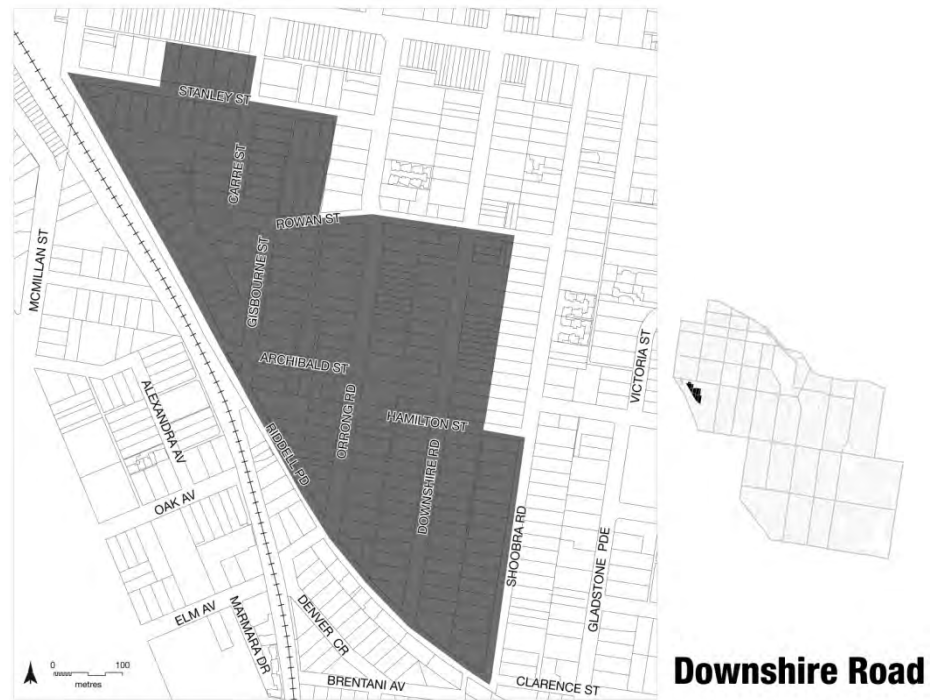 STANLEY ST
CARRE ST
ROWAN ST
GISBOURNE ST
MCMILLAN ST
ARCHIBALD ST
ORRONG RD
HAMILTON ST
DOWNSHIRE RD
VICTORIA ST
ALEXANDRA AV
RIDDELL PD
OAK AV
SHOOBRA RD
GLADSTONE PDE
ELM AV
MARMARA DR
DENVER CR
BRENTANI AV
CLARENCE ST
0 100
metres
Downshire Road